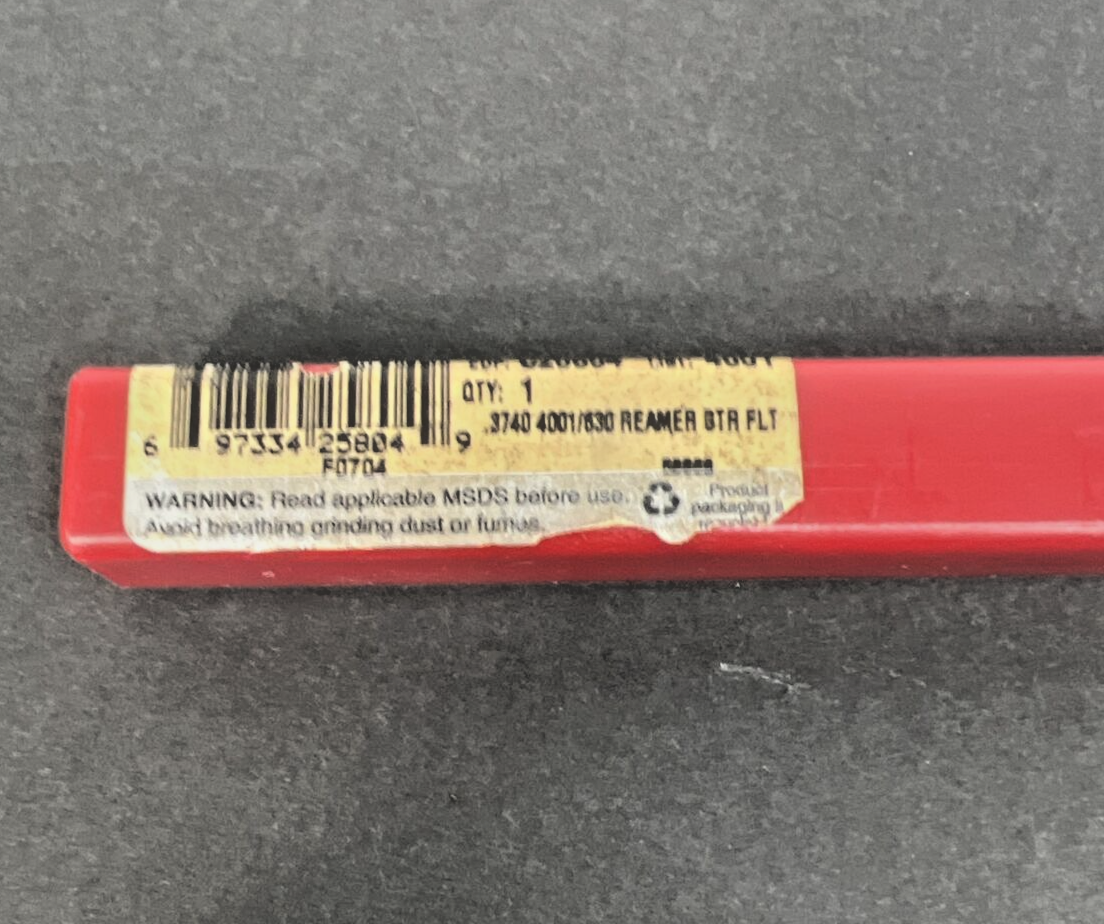 QTY: 1
.3740 4001/630 REAMER STR FLT
6 97334 25804 9
F0704
WARNING: Read applicable MSDS before use.
Avoid breathing grinding dust or fumes.
Product
packaging is